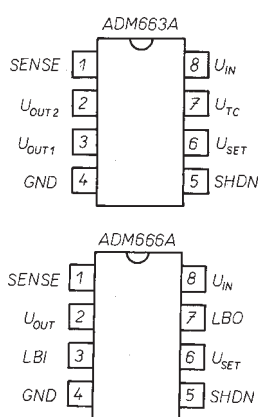 ADM663A
SENSE 1 8 U_IN
U_OUT2 2 7 U_TC
U_OUT1 3 6 U_SET
GND 4 5 SHDN
ADM666A
SENSE 1 8 U_IN
U_OUT 2 7 LBO
LBI 3 6 U_SET
GND 4 5 SHDN